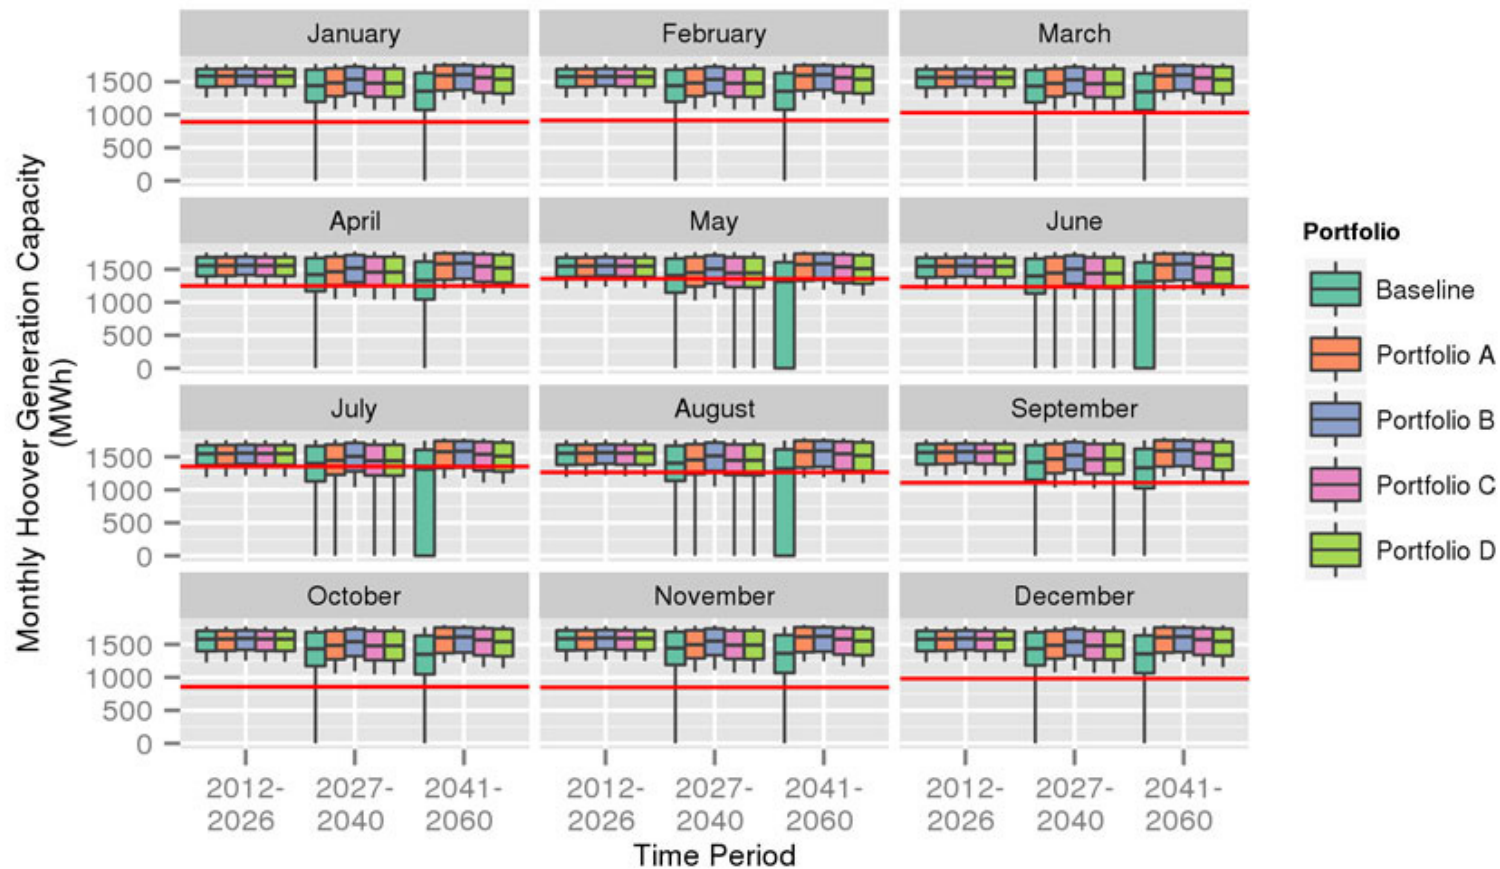 January February March
1500
1000
500
0
April May June
1500
1000
500
0
July August September
1500
1000
500
0
October November December
1500
1000
500
0
2012-
2026
2027-
2040
2041-
2060
2012-
2026
2027-
2040
2041-
2060
2012-
2026
2027-
2040
2041-
2060
Time Period
Monthly Hoover Generation Capacity
(MWh)
Portfolio
Baseline
Portfolio A
Portfolio B
Portfolio C
Portfolio D